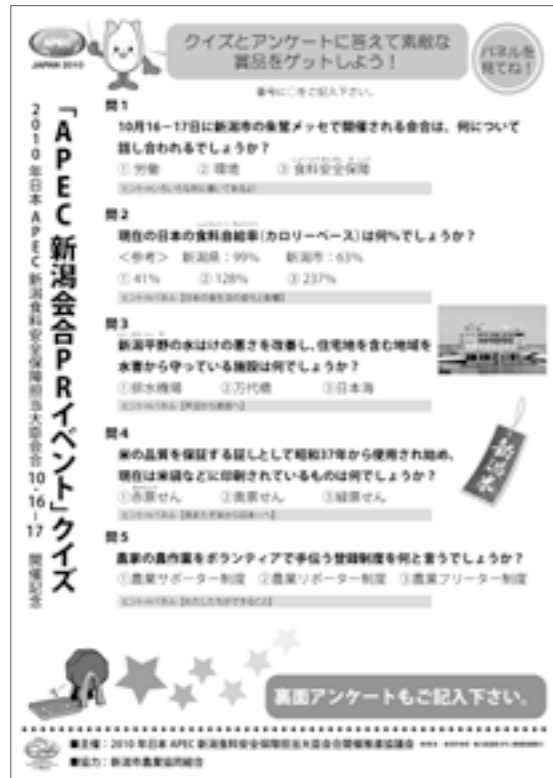 JAPAN 2010
クイズとアンケートに答えて素敵な
賞品をゲットしよう！
パネルを
見てね！
「APEC新潟会合PRイベント」クイズ
2010年日本APEC新潟食料安全保障担当大臣会合10・16－17 開催記念
番号に○をご記入下さい。
問1
10月16－17日に新潟市の朱鷺メッセで開催される会合は、何について
話し合われるでしょうか？
① 労働 ② 環境 ③ 食料安全保障
問2
現在の日本の食料自給率（カロリーベース）は何％でしょうか？
＜参考＞ 新潟県：99% 新潟市：63%
① 41% ② 128% ③ 237%
問3
新潟平野の水はけの悪さを改善し、住宅地を含む地域を
水害から守っている施設は何でしょうか？
①排水機場 ②万代橋 ③日本海
問4
米の品質を保証する証しとして昭和37年から使用され始め、
現在は米袋などに印刷されているものは何でしょうか？
①赤票せん ②黄票せん ③緑票せん
新潟米
問5
農家の農作業をボランティアで手伝う登録制度を何と言うでしょうか？
①農業サポーター制度 ②農業リポーター制度 ③農業フリーター制度
裏面アンケートもご記入下さい。
■主催：2010年日本APEC新潟食料安全保障担当大臣会合開催推進協議会
■協力：新潟市農業協同組合